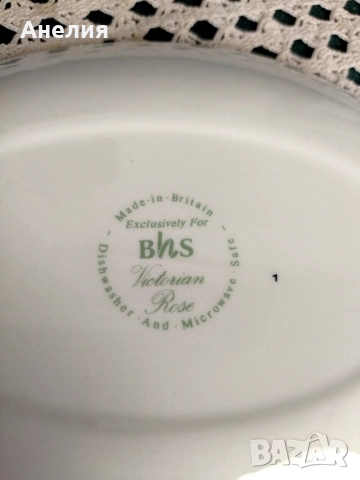 Анелия
Made·in·Britain
Exclusively For
BhS
Victorian
Rose
Dishwasher·And·Microwave·Safe
1
BAZAR